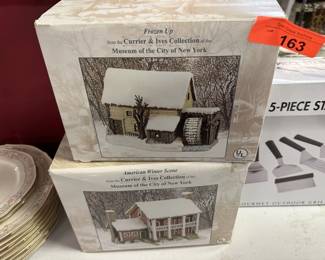 Frozen Up
from the Currier & Ives Collection of the
Museum of the City of New York
163
UL
American Winter Scene
from the Currier & Ives Collection of the
Museum of the City of New York
5-PIECE